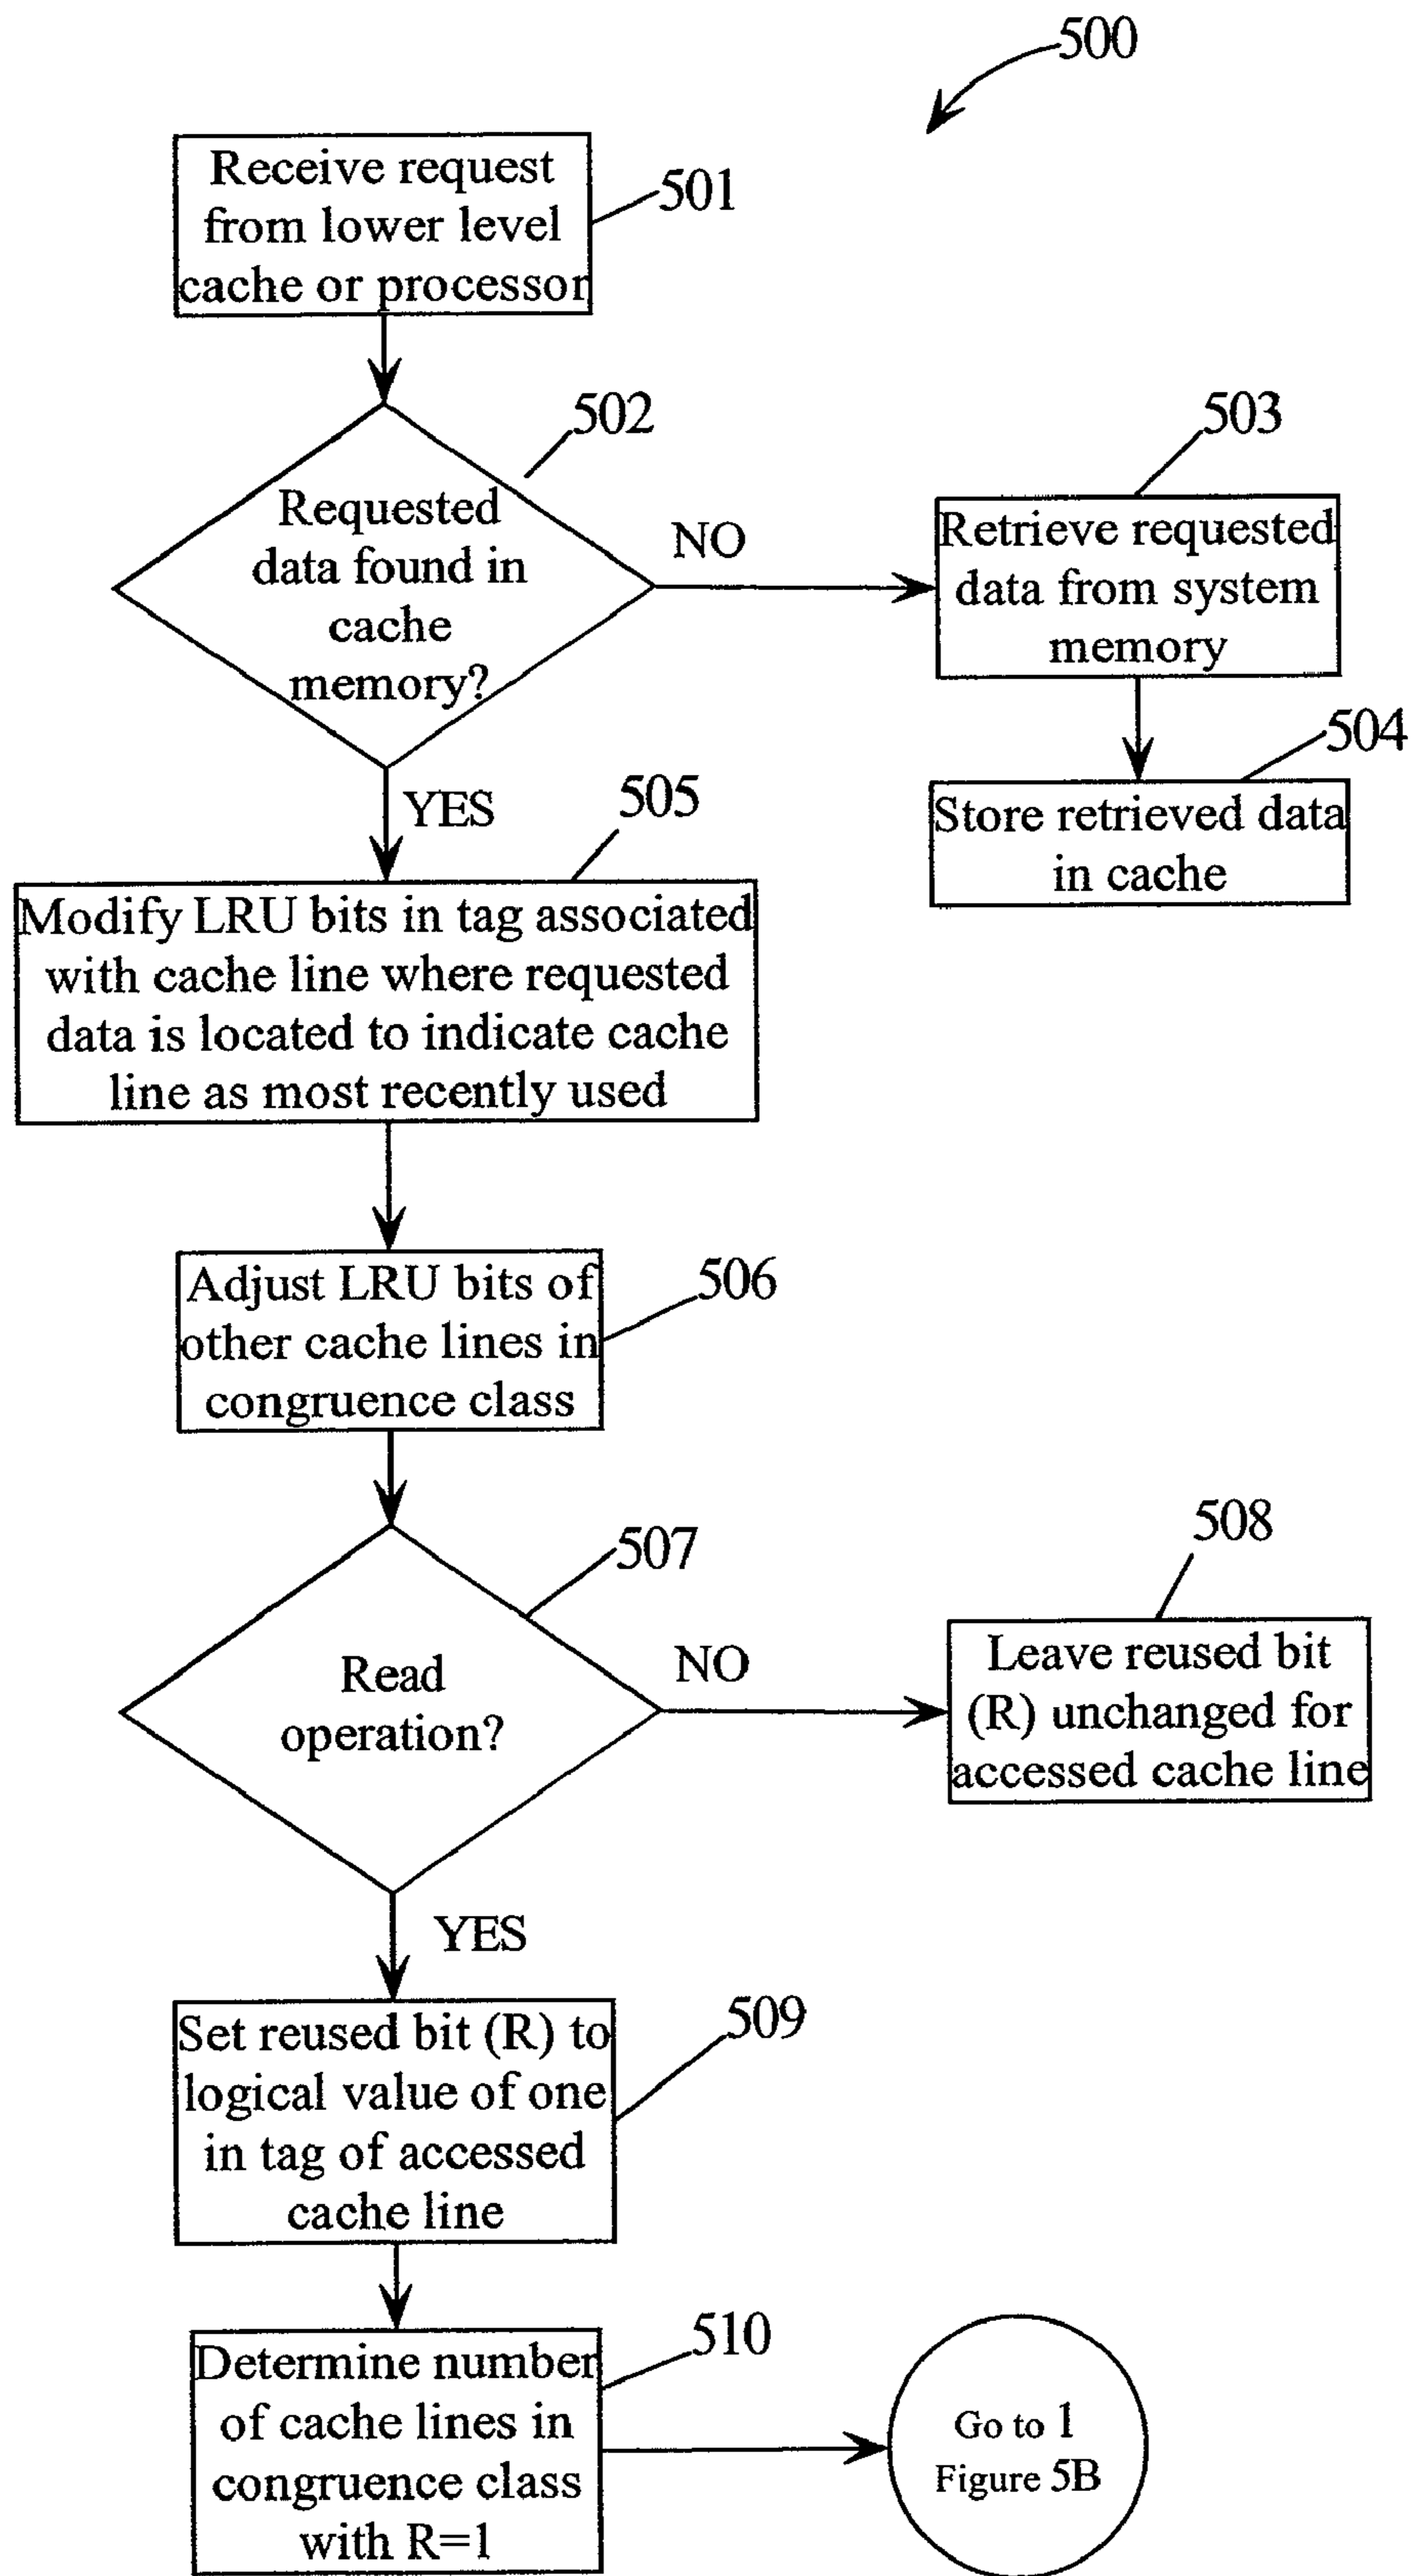 500
Receive request
from lower level
cache or processor
501
502
Requested
data found in
cache
memory?
NO
503
Retrieve requested
data from system
memory
504
Store retrieved data
in cache
YES
505
Modify LRU bits in tag associated
with cache line where requested
data is located to indicate cache
line as most recently used
506
Adjust LRU bits of
other cache lines in
congruence class
507
Read
operation?
NO
508
Leave reused bit
(R) unchanged for
accessed cache line
YES
509
Set reused bit (R) to
logical value of one
in tag of accessed
cache line
510
Determine number
of cache lines in
congruence class
with R=1
Go to 1
Figure 5B